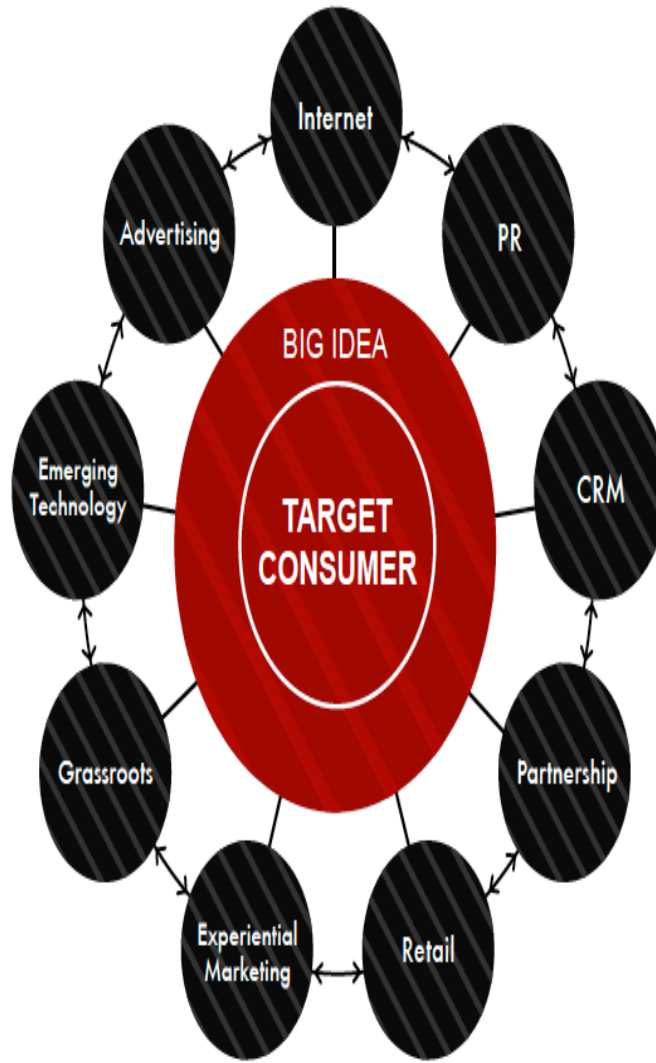 Internet
Advertising
PR
BIG IDEA
Emerging
Technology
TARGET
CONSUMER
CRM
Grassroots
Partnership
Experiential
Marketing
Retail